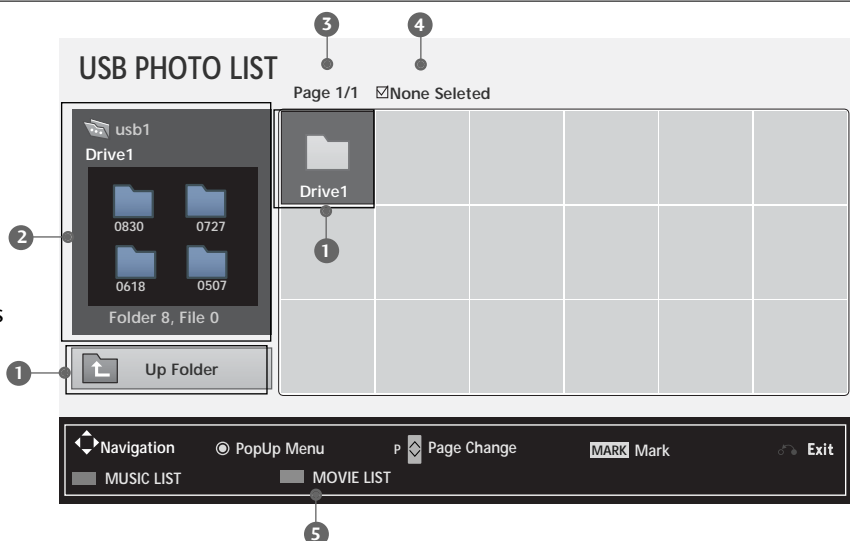 3 4
USB PHOTO LIST
Page 1/1 ☑None Seleted
usb1
Drive1
Drive1
0830 0727
2
1
0618 0507
s
Folder 8, File 0
1
Up Folder
Navigation PopUp Menu P Page Change MARK Mark Exit
MUSIC LIST MOVIE LIST
5